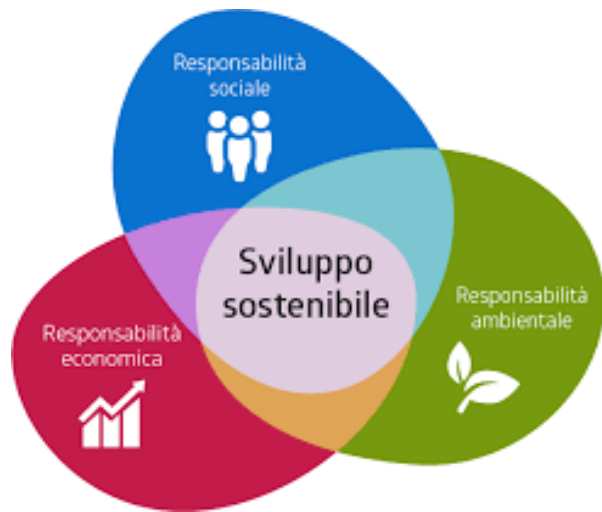 Responsabilità
sociale
Sviluppo
sostenibile
Responsabilità
ambientale
Responsabilità
economica